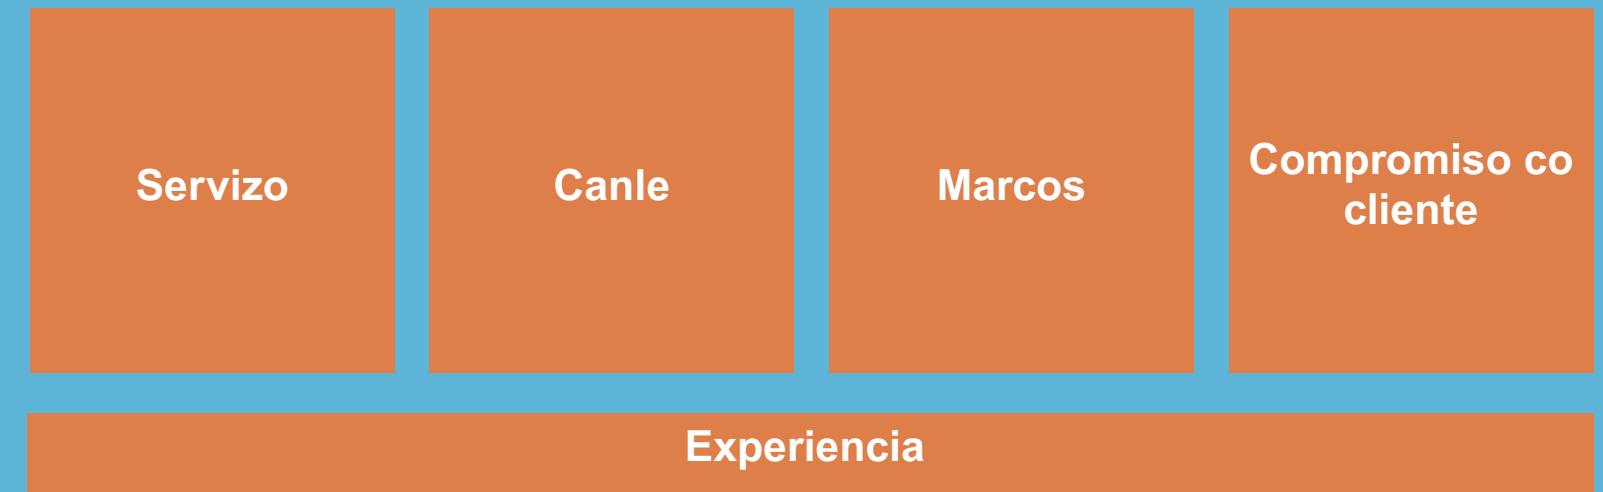 Servizo
Canle
Marcos
Compromiso co
cliente
Experiencia